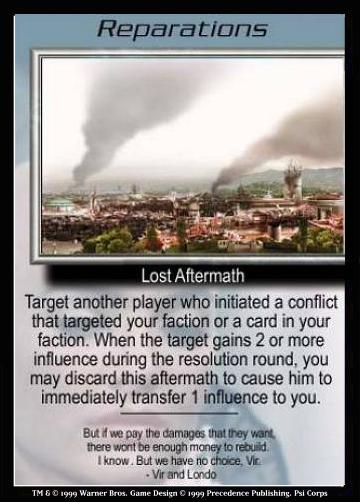 Reparations
Lost Aftermath
Target another player who initiated a conflict
that targeted your faction or a card in your
faction. When the target gains 2 or more
influence during the resolution round, you
may discard this aftermath to cause him to
immediately transfer 1 influence to you.
But if we pay the damages that they want,
there wont be enough money to rebuild.
I know . But we have no choice, Vir.
- Vir and Londo
TM & © 1999 Warner Bros. Game Design © 1999 Precedence Publishing. Psi Corps